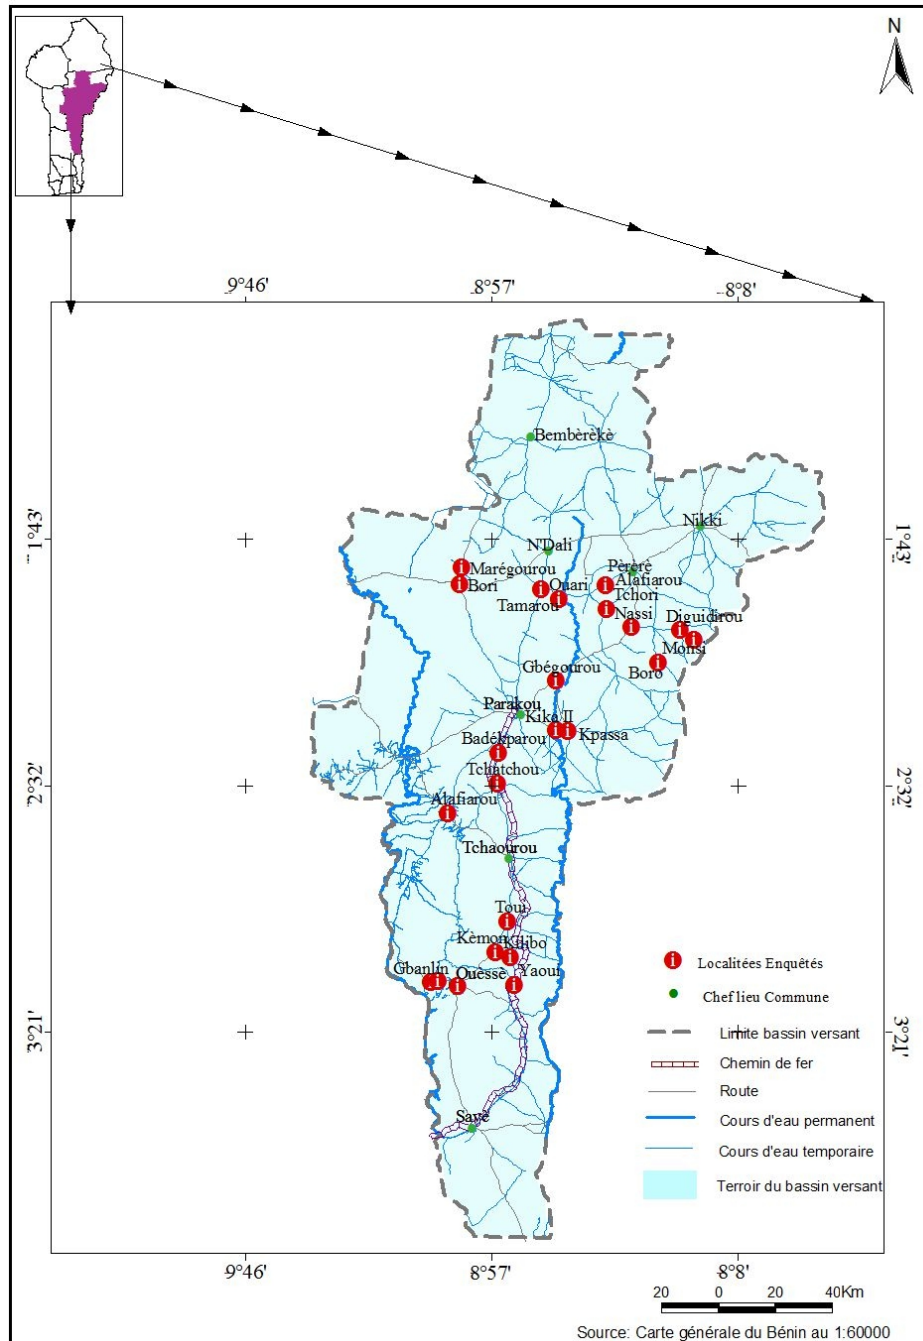 N
9°46'
8°57'
8°8'
Bembèrèkè
1°43'
Nikki
1°43'
N'Dali
Pèrèrè
Marégourou
Alafiarou
Bori
Ouari
Tchori
Tamarou
Nassi
Diguidirou
Monsi
Boro
Gbégourou
Parakou
Kika II
Kpassa
Badékparou
Tchatchou
2°32'
2°32'
Alafiarou
Tchaourou
Toui
Kèmon
Kilibo
Gbanlin
Ouessè
Yaoui
Localitées Enquêtés
Chef lieu Commune
3°21'
3°21'
Limite bassin versant
Chemin de fer
Route
Savè
Cours d'eau permanent
Cours d'eau temporaire
Terroir du bassin versant
9°46'
8°57'
8°8'
20 0 20 40Km
Source: Carte générale du Bénin au 1:60000